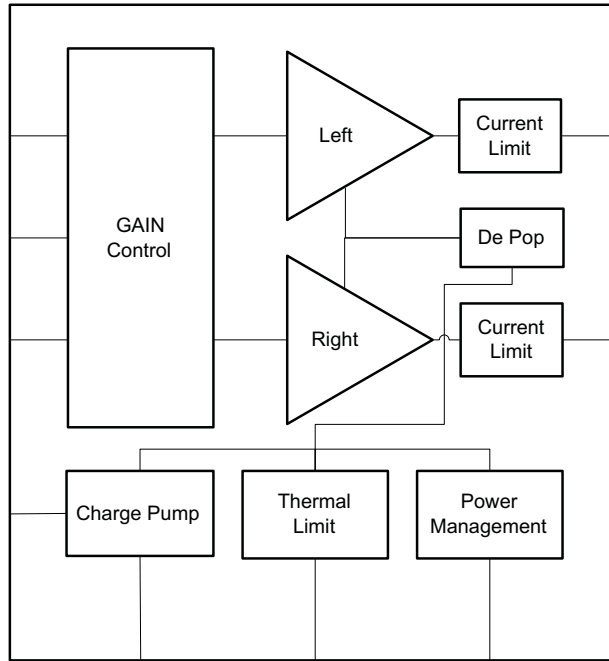 Left
Current
Limit
GAIN
Control
De Pop
Right
Current
Limit
Charge Pump
Thermal
Limit
Power
Management